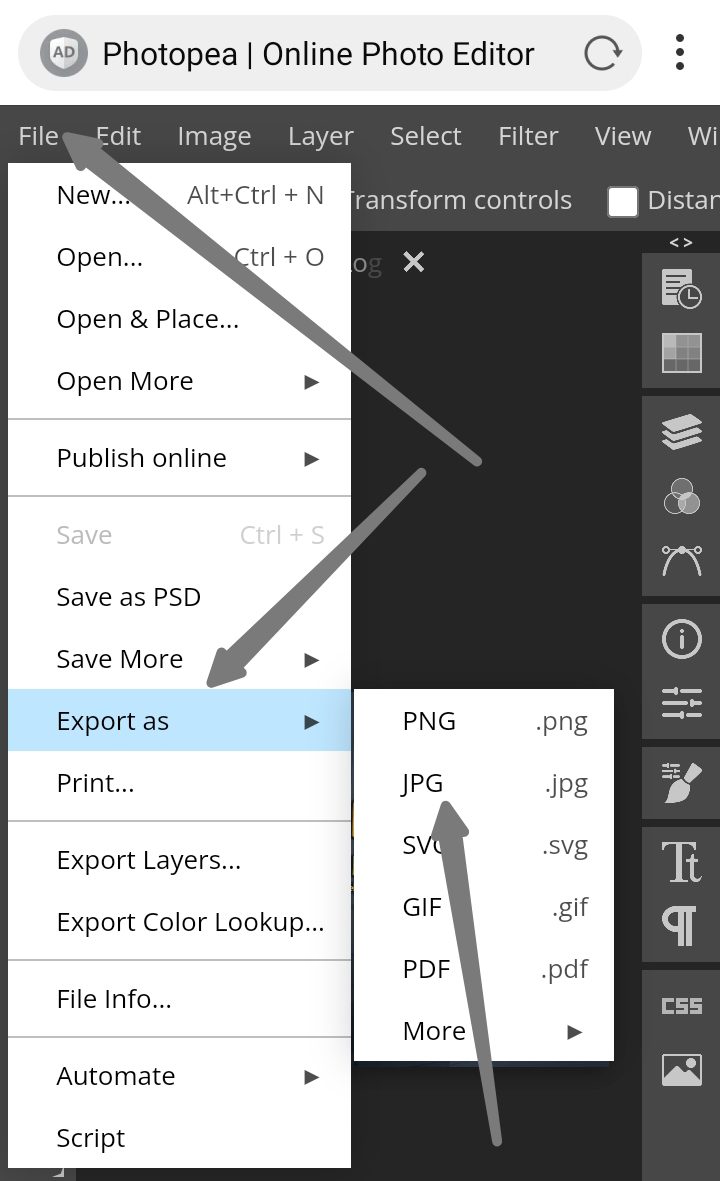 AD Photopea | Online Photo Editor
File Edit Image Layer Select Filter View Wi
Transform controls Distan
New... Alt+Ctrl + N
Open... Ctrl + O
og
Open & Place...
Open More
Publish online
Save Ctrl + S
Save as PSD
Save More
Export as
Print...
Export Layers...
Export Color Lookup...
File Info...
Automate
Script
PNG .png
JPG .jpg
SVG .svg
GIF .gif
PDF .pdf
More
Tt
¶
CSS